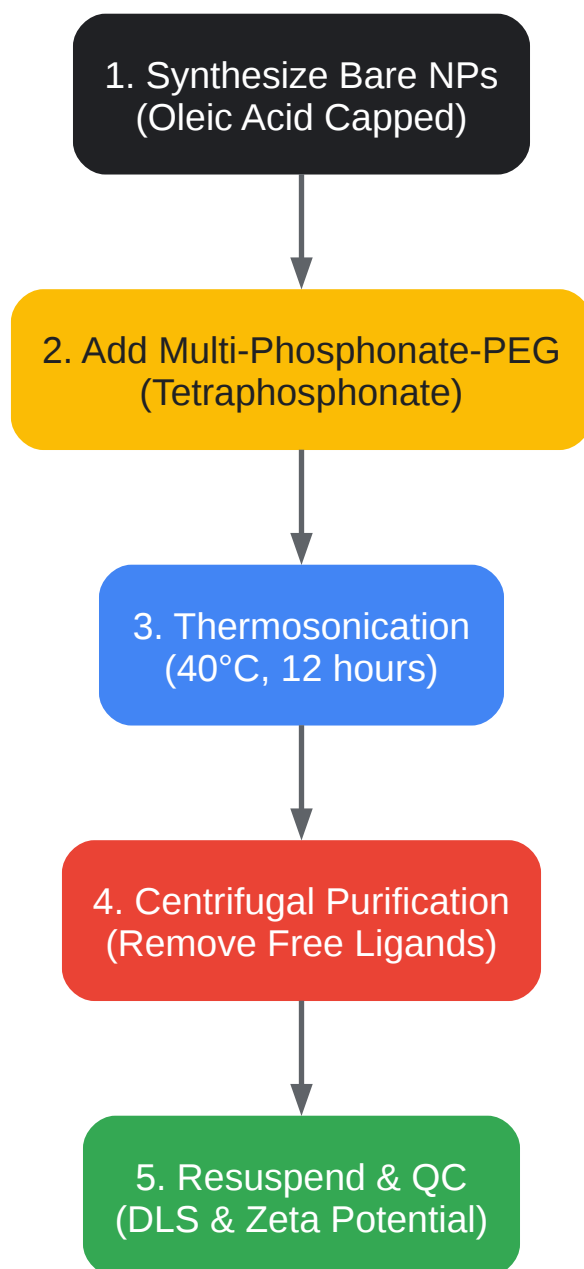 1. Synthesize Bare NPs
(Oleic Acid Capped)
2. Add Multi-Phosphonate-PEG
(Tetraphosphonate)
3. Thermosonication
(40°C, 12 hours)
4. Centrifugal Purification
(Remove Free Ligands)
5. Resuspend & QC
(DLS & Zeta Potential)